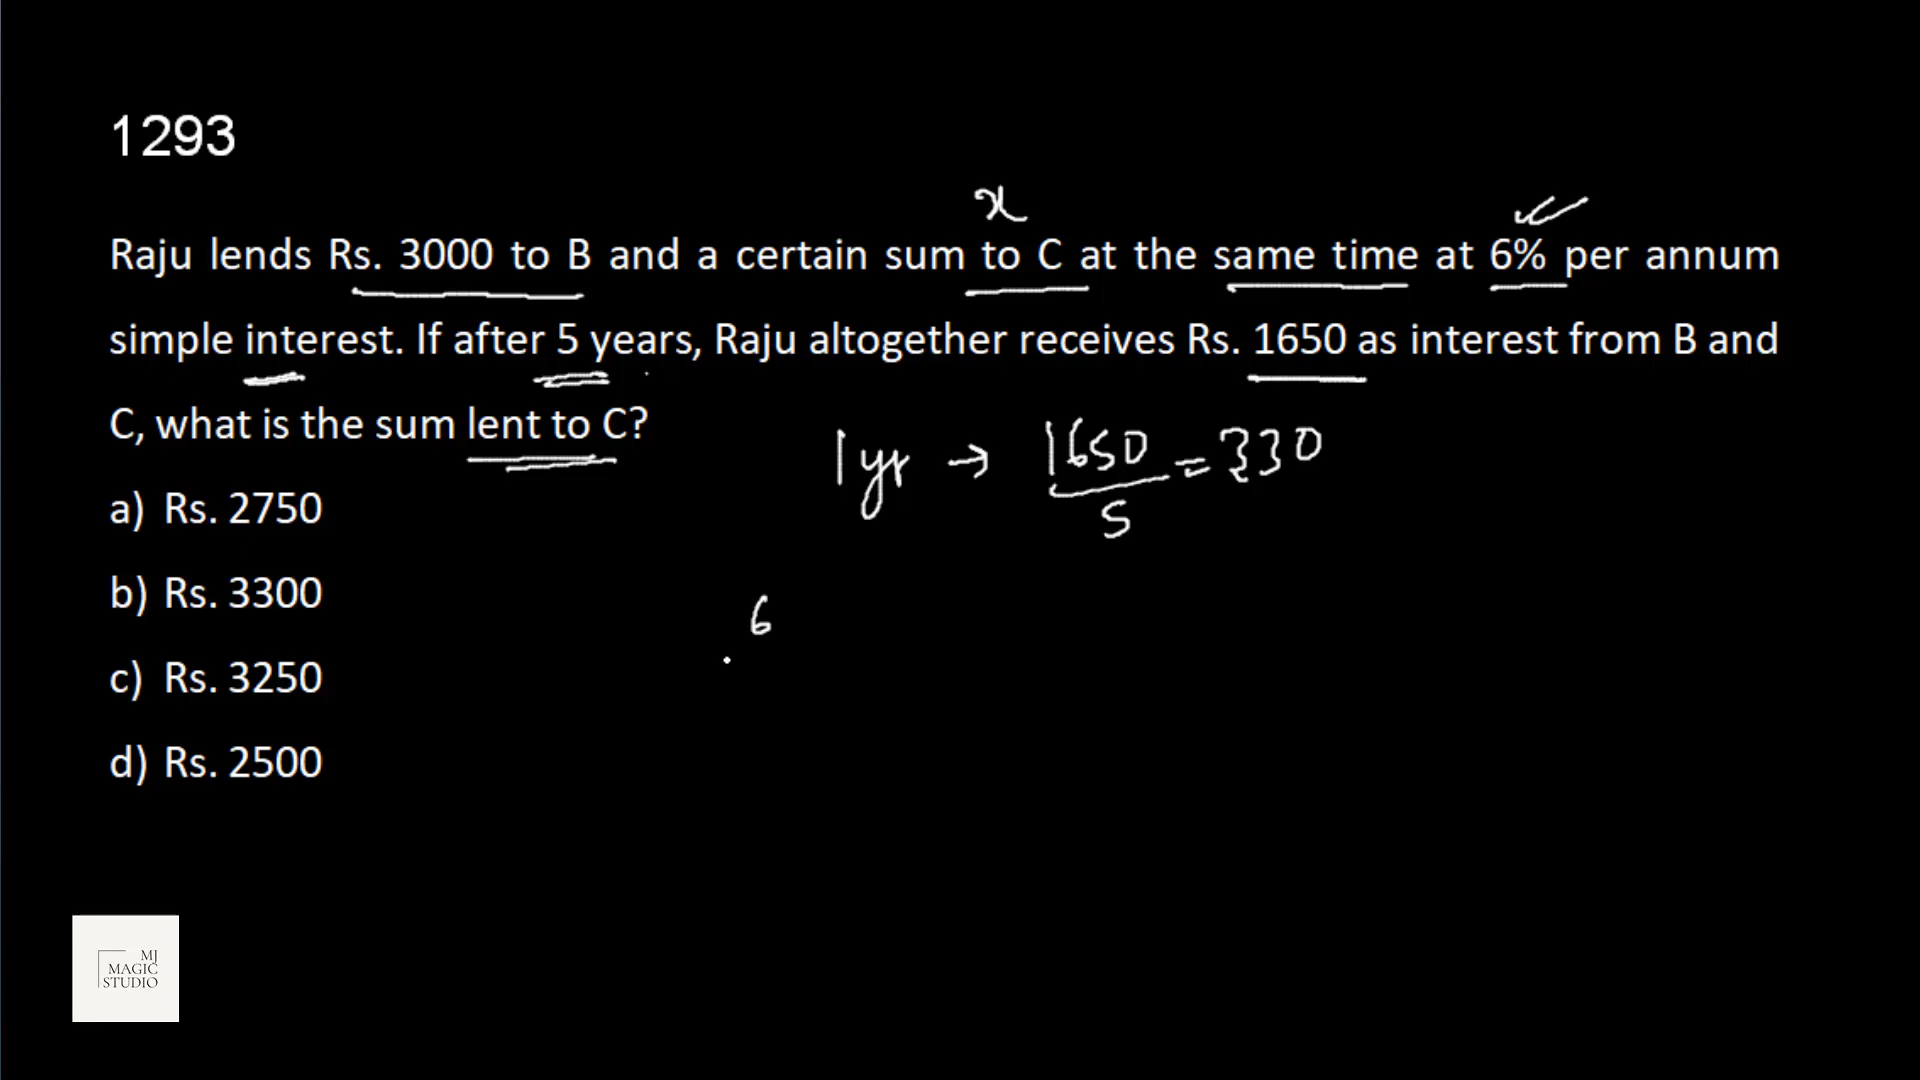 1293
x
Raju lends Rs. 3000 to B and a certain sum to C at the same time at 6% per annum
simple interest. If after 5 years, Raju altogether receives Rs. 1650 as interest from B and
C, what is the sum lent to C?
1 yr → 1650 = 330
5
a) Rs. 2750
b) Rs. 3300
6
c) Rs. 3250
d) Rs. 2500
MJ
MAGIC
STUDIO